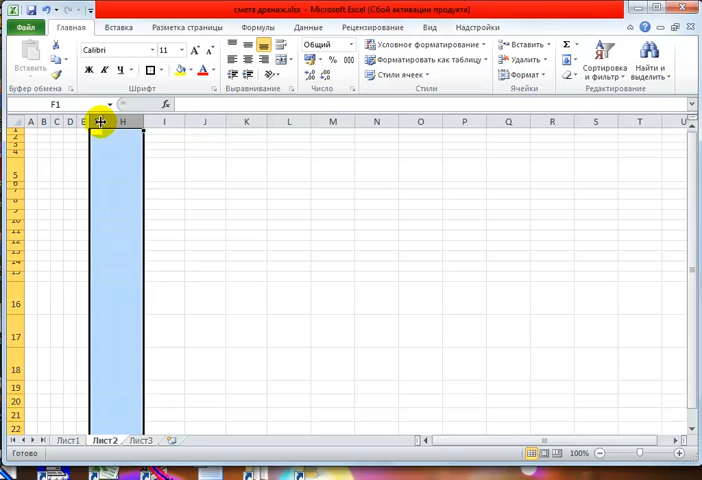 смета дренаж.xlsx - Microsoft Excel (Сбой активации продукта)
Файл Главная Вставка Разметка страницы Формулы Данные Рецензирование Вид Надстройки
Вставить
Calibri 11 A A
Ж К Ч A
Общий
% 000
Условное форматирование
Форматировать как таблицу
Стили ячеек
Вставить
Удалить
Формат
Σ
Сортировка и фильтр
Найти и выделить
Буфер обмена Шрифт Выравнивание Число Стили Ячейки Редактирование
F1 fx
A B C D E H I J K L M N O P Q R S T U
1
2
3
4
5
6
7
8
9
10
11
12
13
14
15
16
17
18
19
20
21
22
Лист1 Лист2 Лист3
Готово 100%